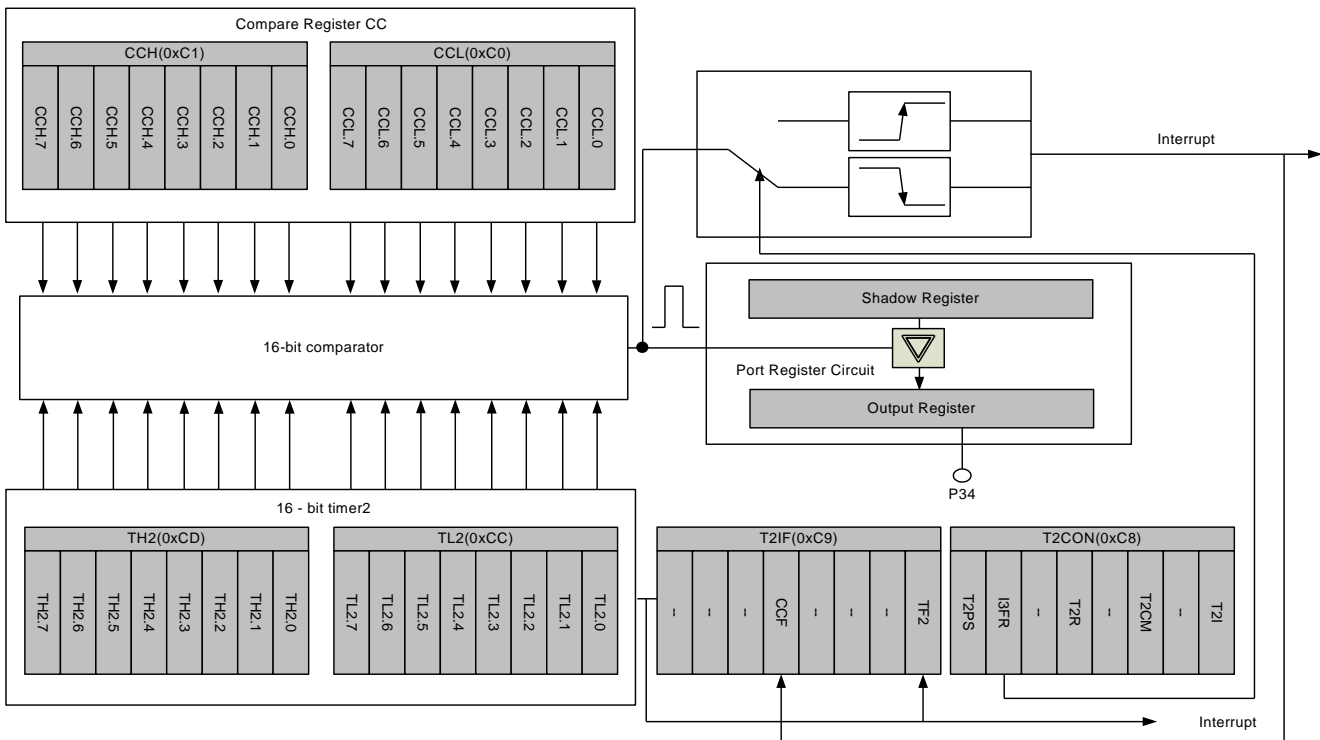 Compare Register CC
CCH(0xC1)
CCH.7
CCH.6
CCH.5
CCH.4
CCH.3
CCH.2
CCH.1
CCH.0
CCL(0xC0)
CCL.7
CCL.6
CCL.5
CCL.4
CCL.3
CCL.2
CCL.1
CCL.0
Interrupt
16-bit comparator
Shadow Register
Port Register Circuit
Output Register
P34
16 - bit timer2
TH2(0xCD)
TH2.7
TH2.6
TH2.5
TH2.4
TH2.3
TH2.2
TH2.1
TH2.0
TL2(0xCC)
TL2.7
TL2.6
TL2.5
TL2.4
TL2.3
TL2.2
TL2.1
TL2.0
T2IF(0xC9)
--
--
--
CCF
--
--
--
TF2
T2CON(0xC8)
T2PS
I3FR
--
T2R
--
T2CM
--
T2I
Interrupt